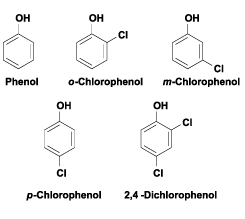 OH OH OH
Cl
Cl
Phenol o-Chlorophenol m-Chlorophenol
OH OH
Cl
Cl Cl
p-Chlorophenol 2,4 -Dichlorophenol